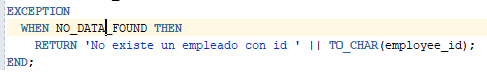 EXCEPTION
WHEN NO_DATA_FOUND THEN
RETURN 'No existe un empleado con id ' || TO_CHAR(employee_id);
END;